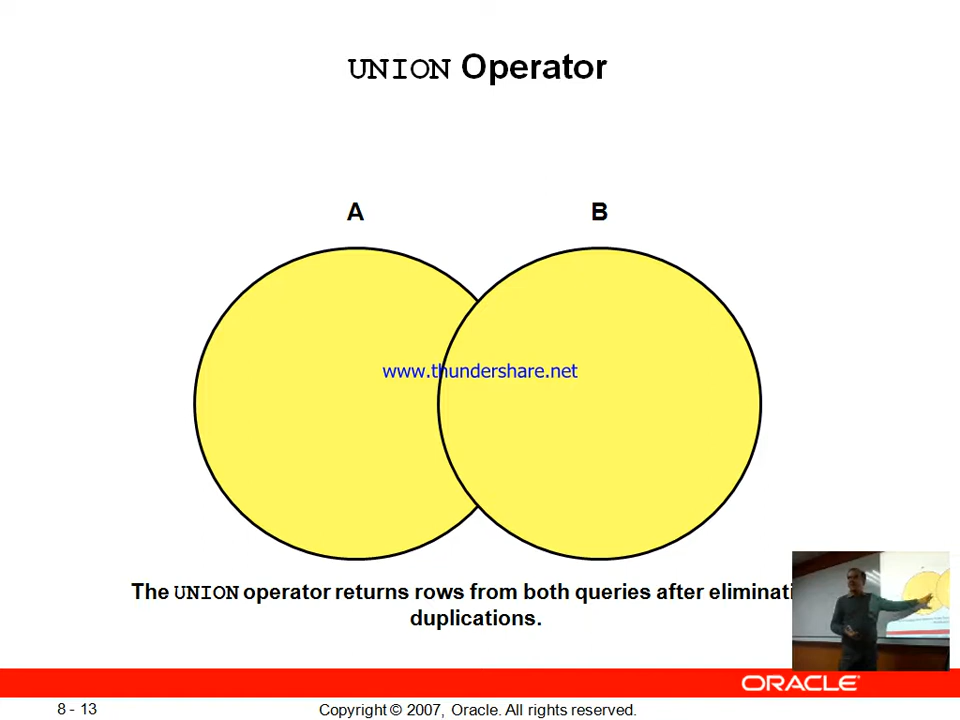 UNION Operator
A
B
www.thundershare.net
The UNION operator returns rows from both queries after eliminati
duplications.
ORACLE
8 - 13
Copyright © 2007, Oracle. All rights reserved.